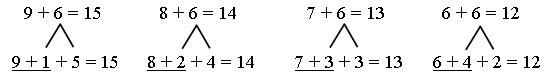 9 + 6 = 15 8 + 6 = 14 7 + 6 = 13 6 + 6 = 12
9 + 1 + 5 = 15 8 + 2 + 4 = 14 7 + 3 + 3 = 13 6 + 4 + 2 = 12